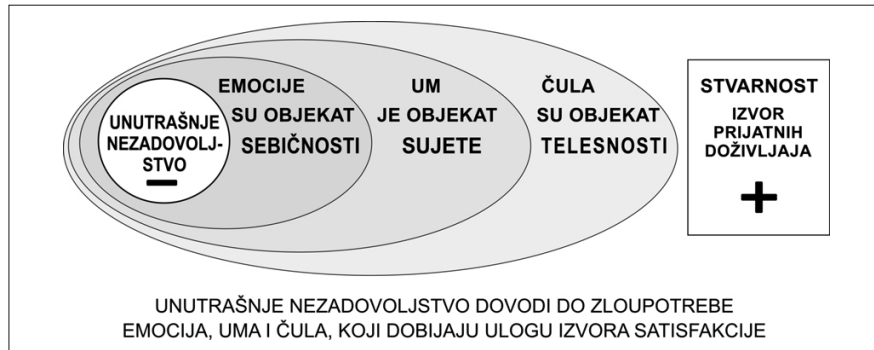 UNUTRAŠNJE
NEZADOVOLJ-
STVO
–
EMOCIJE
SU OBJEKAT
SEBIČNOSTI
UM
JE OBJEKAT
SUJETE
ČULA
SU OBJEKAT
TELESNOSTI
STVARNOST
IZVOR
PRIJATNIH
DOŽIVLJAJA
+
UNUTRAŠNJE NEZADOVOLJSTVO DOVODI DO ZLOUPOTREBE
EMOCIJA, UMA I ČULA, KOJI DOBIJAJU ULOGU IZVORA SATISFAKCIJE